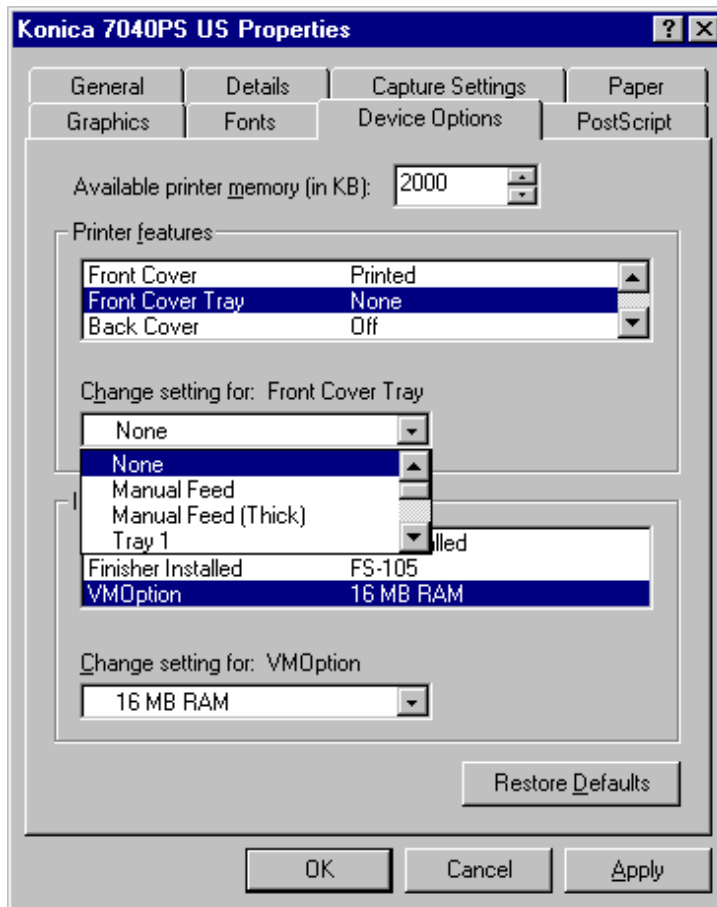 Konica 7040PS US Properties
General Details Capture Settings Paper
Graphics Fonts Device Options PostScript
Available printer memory (in KB): 2000
Printer features
Front Cover Printed
Front Cover Tray None
Back Cover Off
Change setting for: Front Cover Tray
None
None
Manual Feed
Manual Feed (Thick)
Tray 1
Finisher Installed FS-105
VMOption 16 MB RAM
Change setting for: VMOption
16 MB RAM
Restore Defaults
OK Cancel Apply